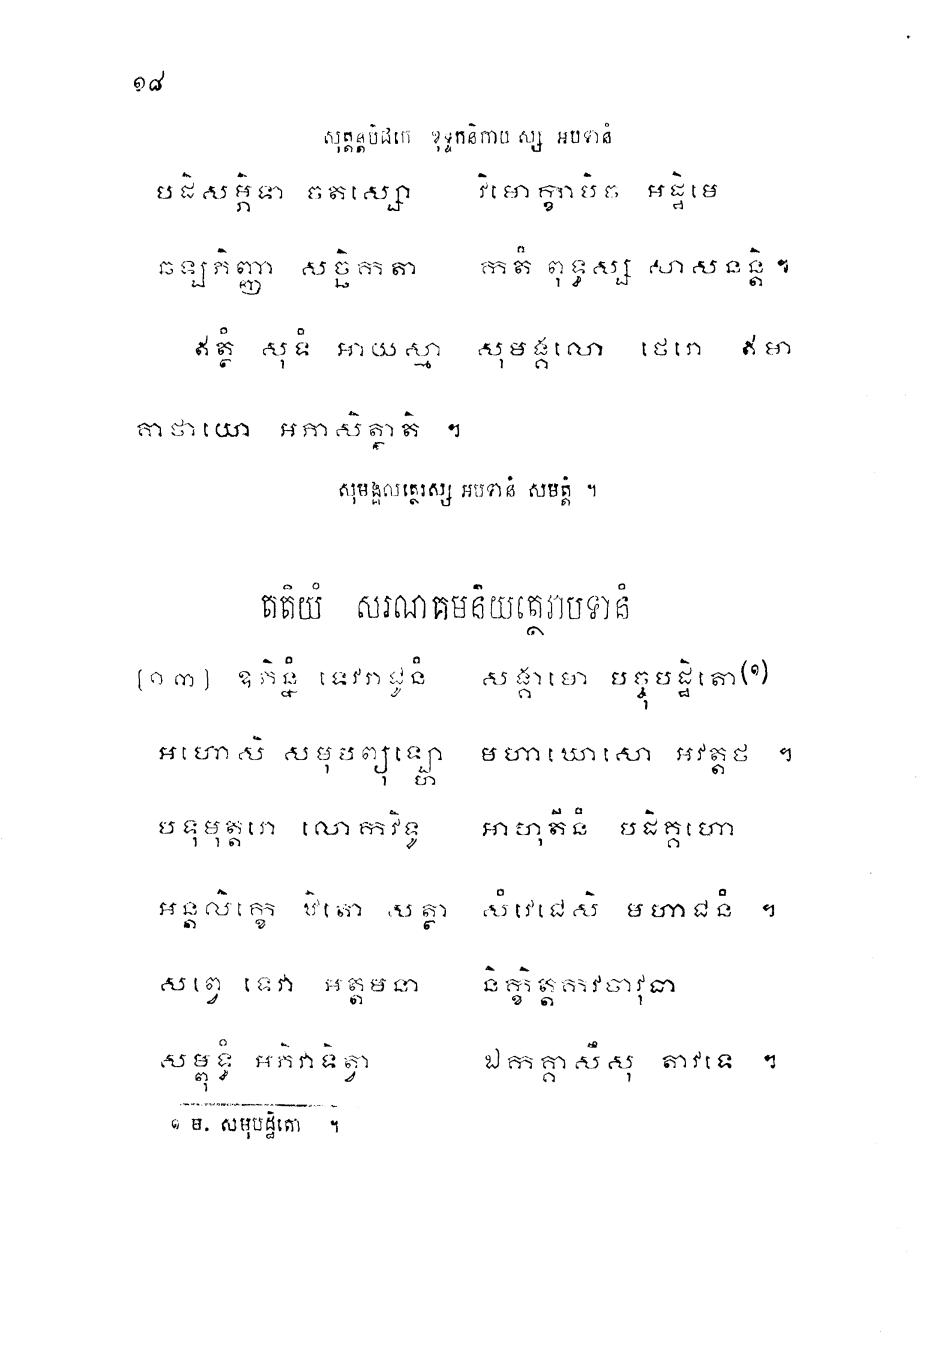 ១៨
សុត្តន្តបិដកេ ខុទ្ទកនិកាយស្ស អបទានំ
បដិសម្ភិទា ចតស្សោ វិមោក្ខាបិច អដ្ឋិមេ
ឆឡភិញ្ញា សច្ឆិកតា កតំ ពុទ្ធស្ស សាសនន្តិ ។
ឥត្ថំ សុទំ អាយស្មា សុមង្គលោ ថេរោ ឥមា
គាថាយោ អភាសិត្ថាតិ ។
សុមង្គលត្ថេរស្ស អបទានំ សមត្តំ ។
តតិយំ សរណគមនិយត្ថេរាបទានំ
[១៣] ឧភិន្នំ ទេវរាជូនំ សង្គាមោ បច្ចុបដ្ឋិតោ(១)
អហោសិ សមុបព្យុឡ្ហោ មហាឃោសោ អវត្តថ ។
បទុមុត្តរោ លោកវិទូ អាហុតីនំ បដិគ្គហោ
អន្តលិក្ខេ ឋិតោ សត្ថា សំវេជេសិ មហាជនំ ។
សព្វេ ទេវា អត្តមនា និក្ខិត្តកវចាវុធា
សម្ពុទ្ធំ អភិវាទិត្វា ឯកគ្គាសឹសុ តាវទេ ។
១ ម. សមុបដ្ឋិតោ ។